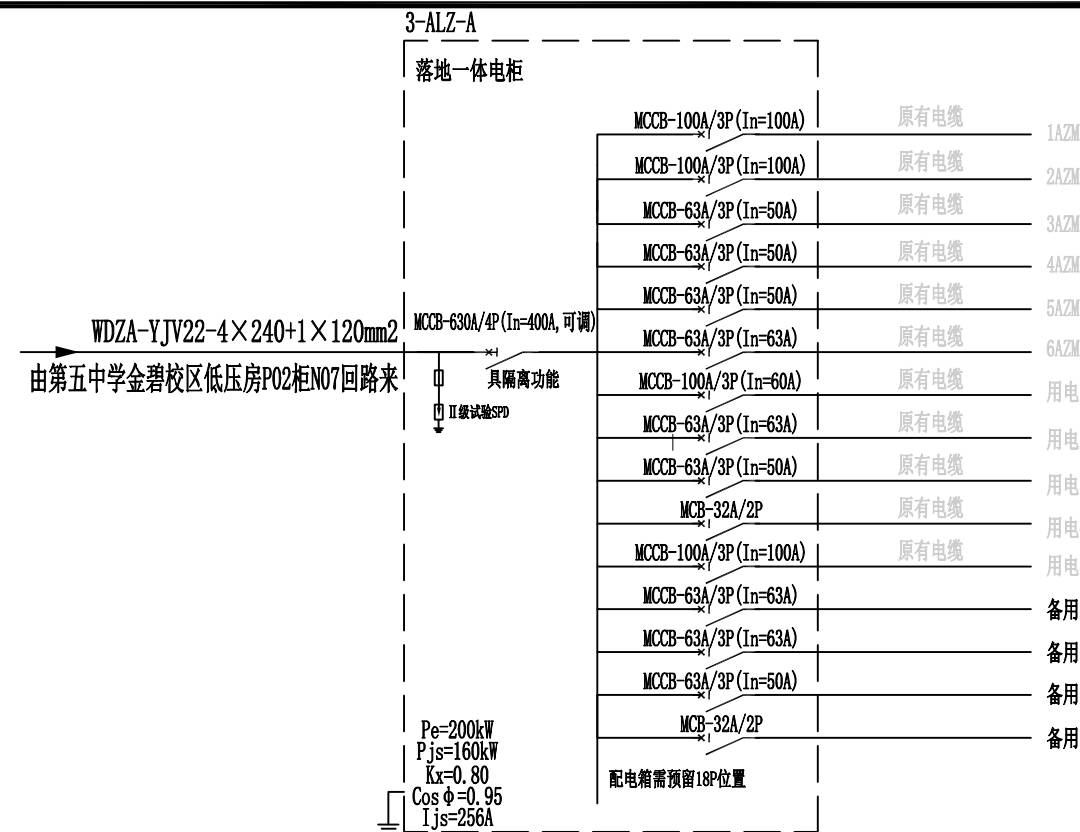 3-ALZ-A
落地一体电柜
MCCB-100A/3P(In=100A) 原有电缆 1AZM
MCCB-100A/3P(In=100A) 原有电缆 2AZM
MCCB-63A/3P(In=50A) 原有电缆 3AZM
MCCB-63A/3P(In=50A) 原有电缆 4AZM
MCCB-63A/3P(In=50A) 原有电缆 5AZM
MCCB-63A/3P(In=63A) 原有电缆 6AZM
MCCB-100A/3P(In=60A) 原有电缆 用电
MCCB-63A/3P(In=63A) 原有电缆 用电
MCCB-63A/3P(In=50A) 原有电缆 用电
MCB-32A/2P 原有电缆 用电
MCCB-100A/3P(In=100A) 原有电缆 用电
MCCB-63A/3P(In=63A) 备用
MCCB-63A/3P(In=63A) 备用
MCCB-63A/3P(In=50A) 备用
MCB-32A/2P 备用
WDZA-YJV22-4×240+1×120mm2
由第五中学金碧校区低压房P02柜N07回路来
MCCB-630A/4P(In=400A,可调)
具隔离功能
Ⅱ级试验SPD
Pe=200kW
Pjs=160kW
Kx=0.80
CosΦ=0.95
Ijs=256A
配电箱需预留18P位置